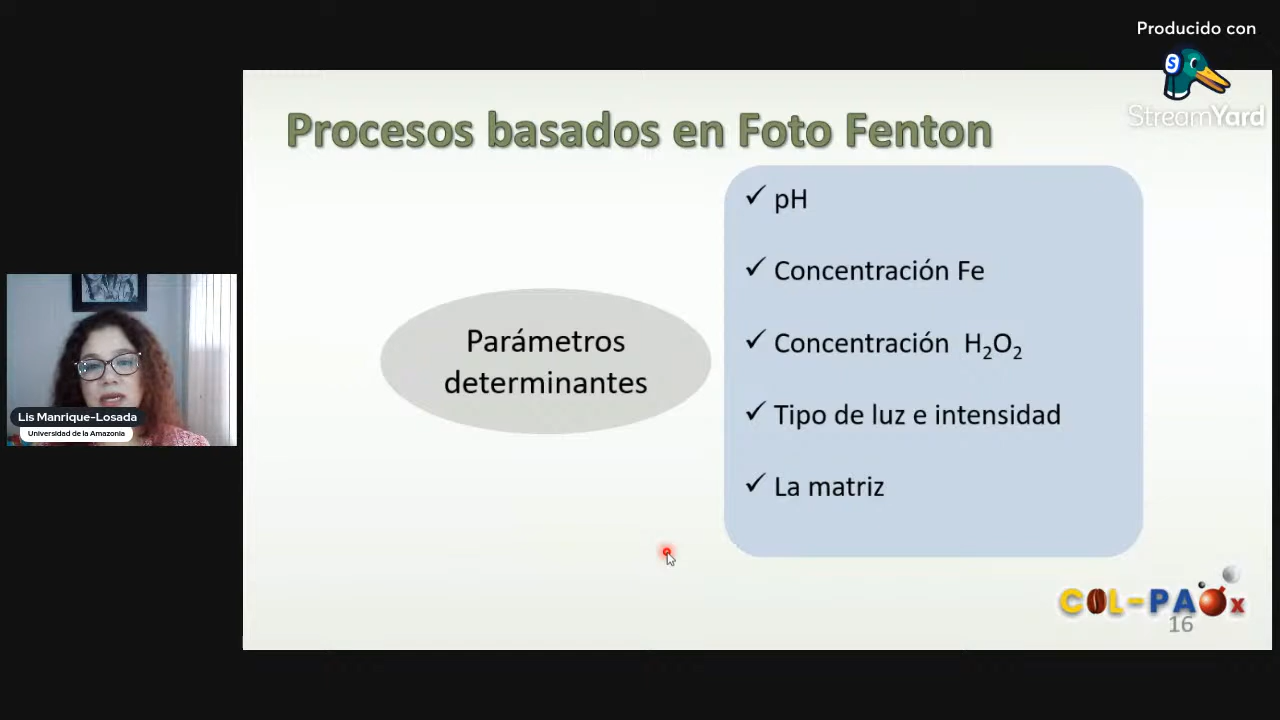 Producido con
StreamYard
Procesos basados en Foto Fenton
✓ pH
✓ Concentración Fe
✓ Concentración H₂O₂
✓ Tipo de luz e intensidad
✓ La matriz
Parámetros
determinantes
Lis Manrique-Losada
Universidad de la Amazonia
COL-PAOx
16